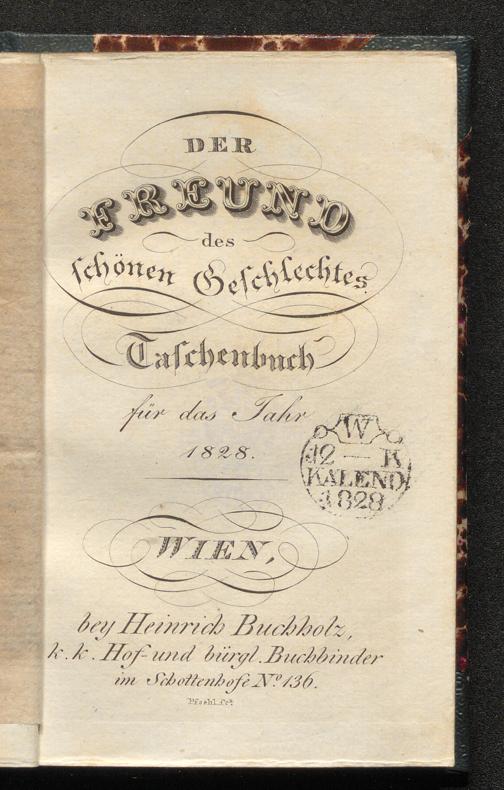 DER
FREUND
des
schönen Geschlechtes
Taschenbuch
für das Jahr
1828.
W
12 — K
KALEND
1828
WIEN,
bey Heinrich Buchholz,
k.k. Hof- und bürgl. Buchbinder
im Schottenhofe No. 136.